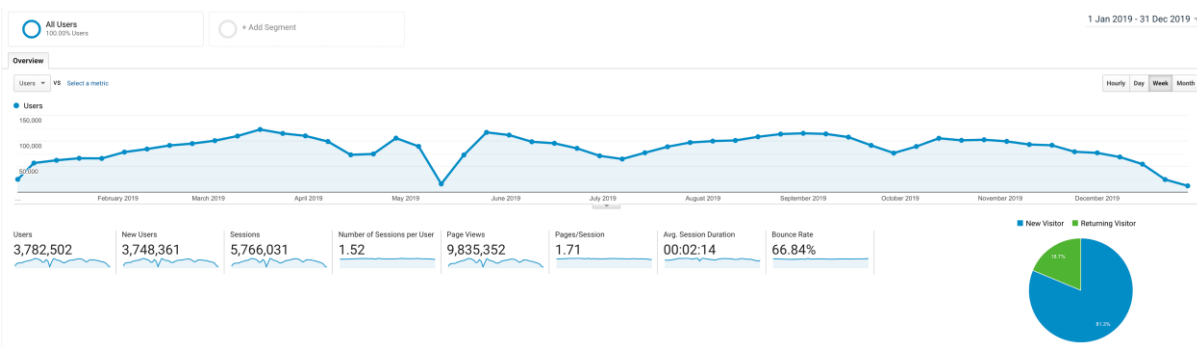 1 Jan 2019 - 31 Dec 2019
All Users
100.00% Users
+ Add Segment
Overview
Users VS Select a metric
Hourly Day Week Month
Users
150,000
100,000
50,000
... February 2019 March 2019 April 2019 May 2019 June 2019 July 2019 August 2019 September 2019 October 2019 November 2019 December 2019
New Visitor Returning Visitor
Users New Users Sessions Number of Sessions per User Page Views Pages/Session Avg. Session Duration Bounce Rate
3,782,502 3,748,361 5,766,031 1.52 9,835,352 1.71 00:02:14 66.84%
18.7%
81.3%